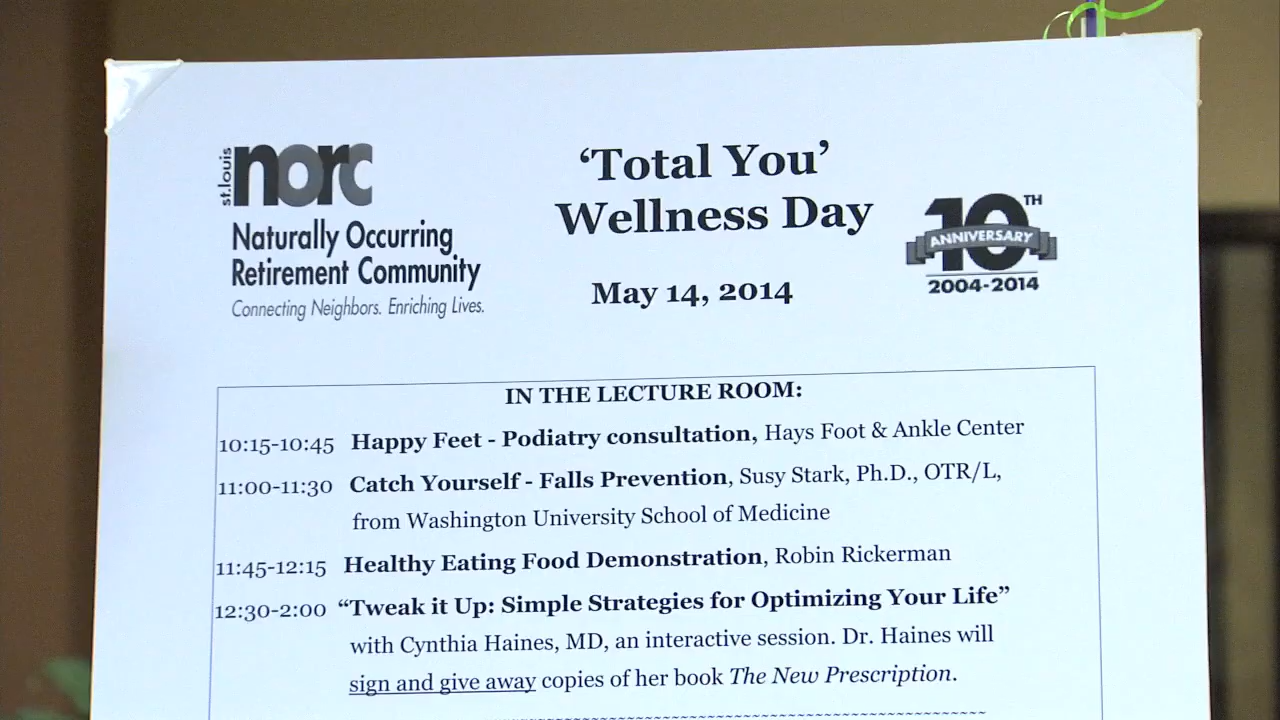 st.louis norc
Naturally Occurring
Retirement Community
Connecting Neighbors. Enriching Lives.
‘Total You’
Wellness Day
May 14, 2014
10TH
ANNIVERSARY
2004-2014
IN THE LECTURE ROOM:
10:15-10:45 Happy Feet - Podiatry consultation, Hays Foot & Ankle Center
11:00-11:30 Catch Yourself - Falls Prevention, Susy Stark, Ph.D., OTR/L,
from Washington University School of Medicine
11:45-12:15 Healthy Eating Food Demonstration, Robin Rickerman
12:30-2:00 “Tweak it Up: Simple Strategies for Optimizing Your Life”
with Cynthia Haines, MD, an interactive session. Dr. Haines will
sign and give away copies of her book The New Prescription.